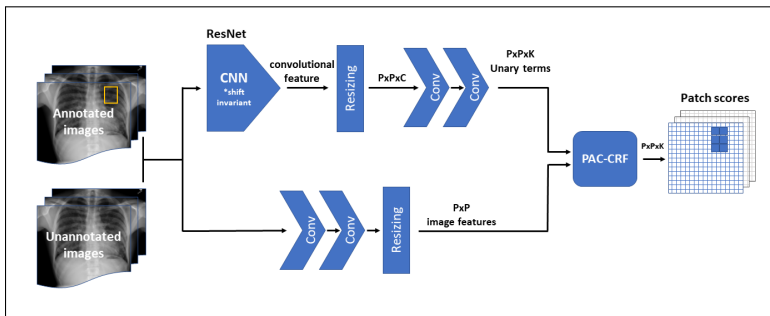 ResNet
Annotated
images
CNN
*shift
invariant
convolutional
feature
Resizing
PxPxC
Conv
Conv
PxPxK
Unary terms
Unannotated
images
Conv
Conv
Resizing
PxP
image features
PAC-CRF
PxPxK
Patch scores